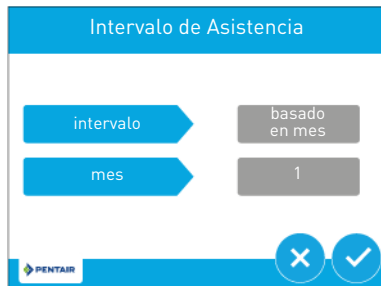 Intervalo de Asistencia
intervalo
basado
en mes
mes
1
PENTAIR